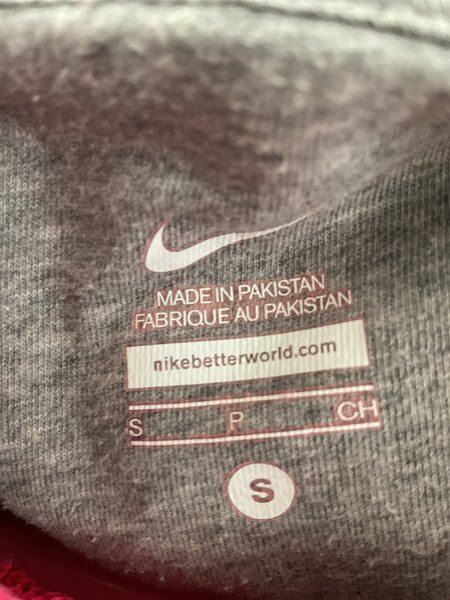 MADE IN PAKISTAN
FABRIQUE AU PAKISTAN
nikebetterworld.com
S P CH
S